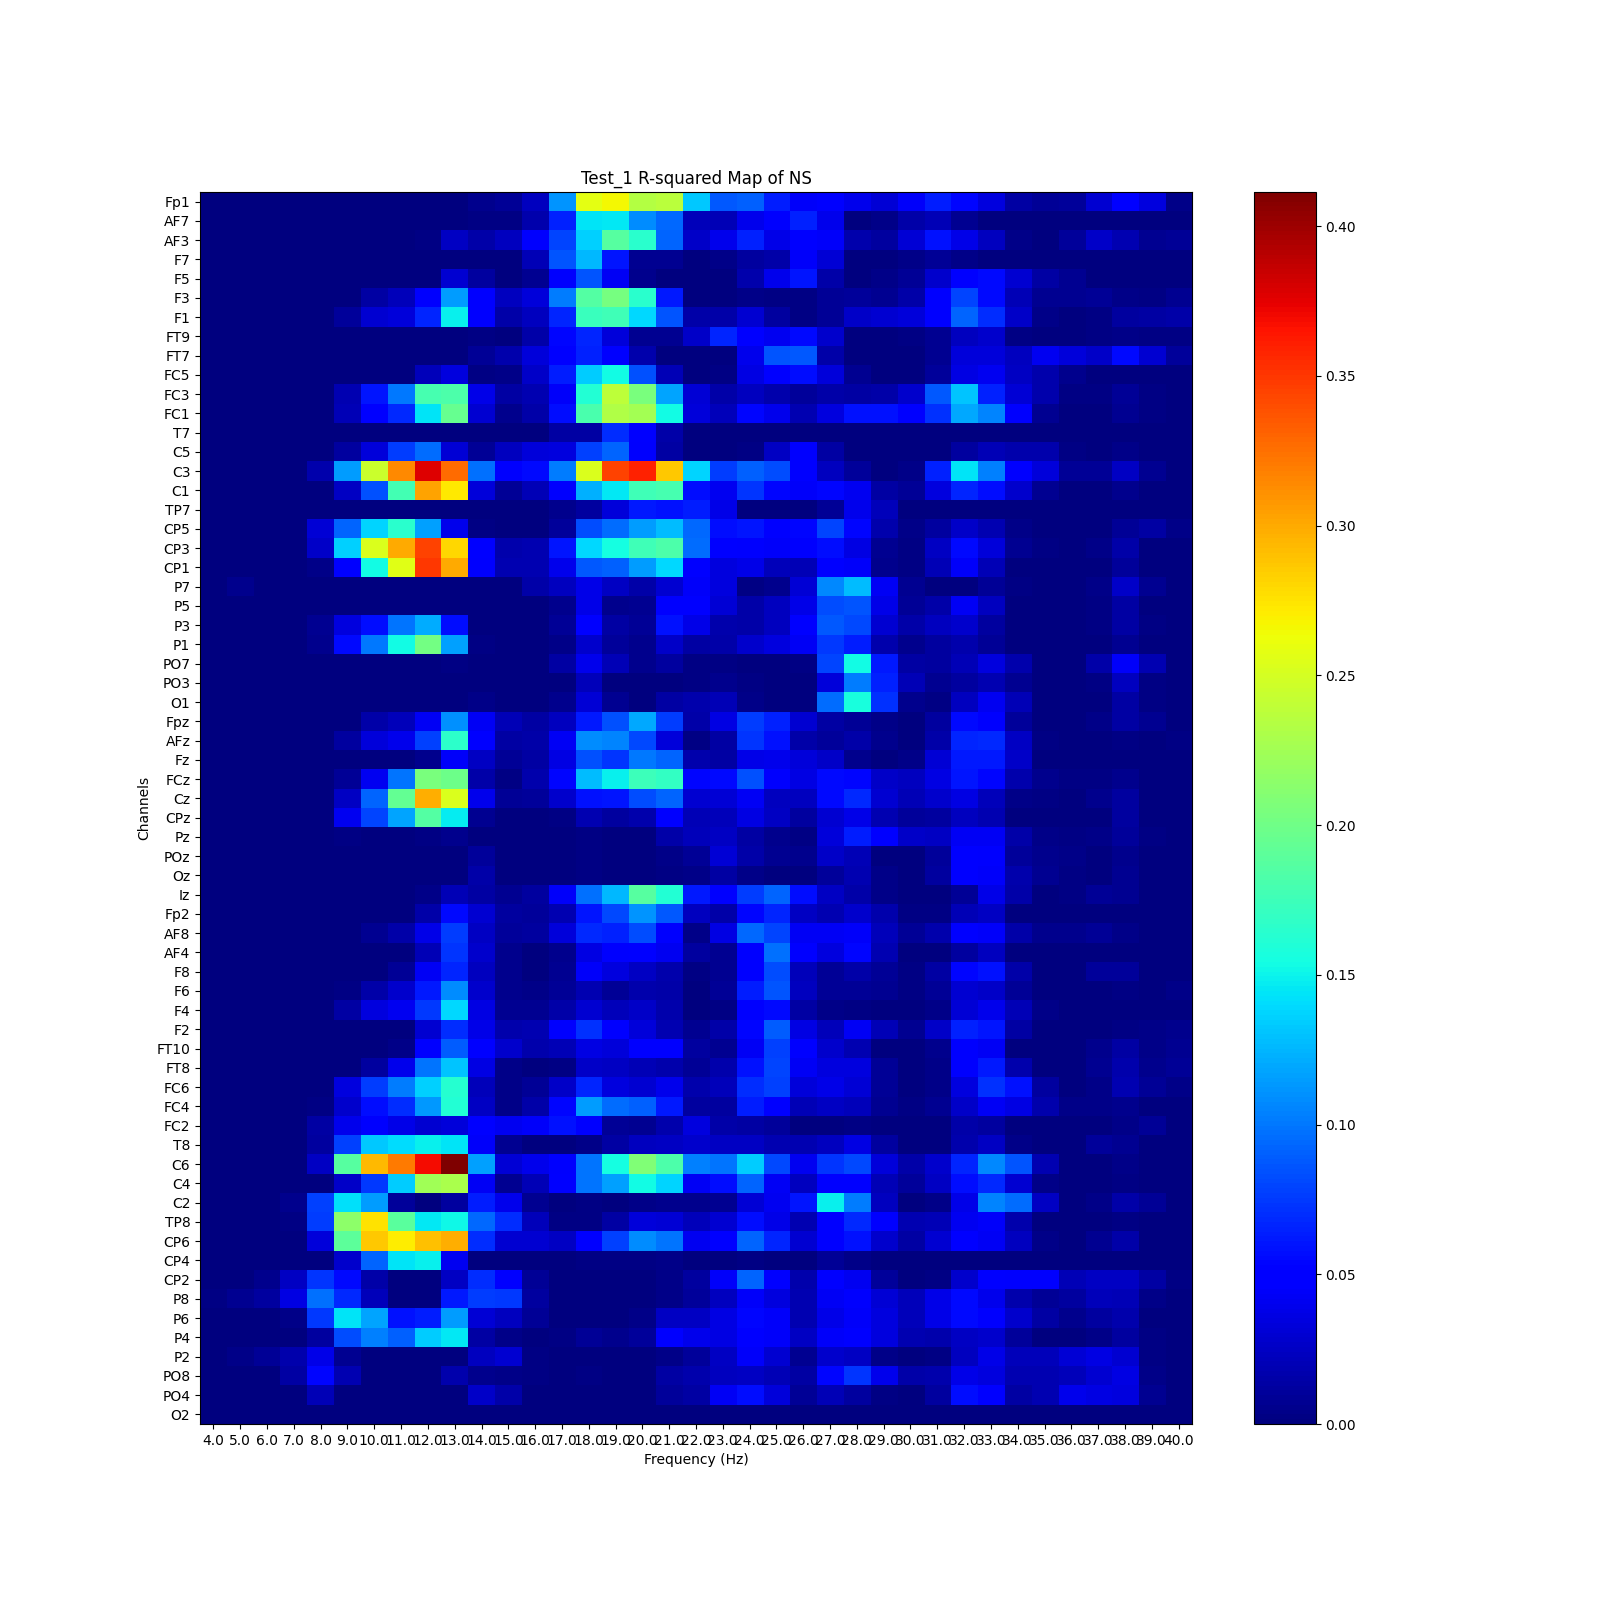 Test_1 R-squared Map of NS
Fp1
AF7
AF3
F7
F5
F3
F1
FT9
FT7
FC5
FC3
FC1
T7
C5
C3
C1
TP7
CP5
CP3
CP1
P7
P5
P3
P1
PO7
PO3
O1
Fpz
AFz
Fz
FCz
Cz
CPz
Pz
POz
Oz
Iz
Fp2
AF8
AF4
F8
F6
F4
F2
FT10
FT8
FC6
FC4
FC2
T8
C6
C4
C2
TP8
CP6
CP4
CP2
P8
P6
P4
P2
PO8
PO4
O2
Channels
4.0 5.0 6.0 7.0 8.0 9.0 10.0 11.0 12.0 13.0 14.0 15.0 16.0 17.0 18.0 19.0 20.0 21.0 22.0 23.0 24.0 25.0 26.0 27.0 28.0 29.0 30.0 31.0 32.0 33.0 34.0 35.0 36.0 37.0 38.0 39.0 40.0
Frequency (Hz)
0.40
0.35
0.30
0.25
0.20
0.15
0.10
0.05
0.00